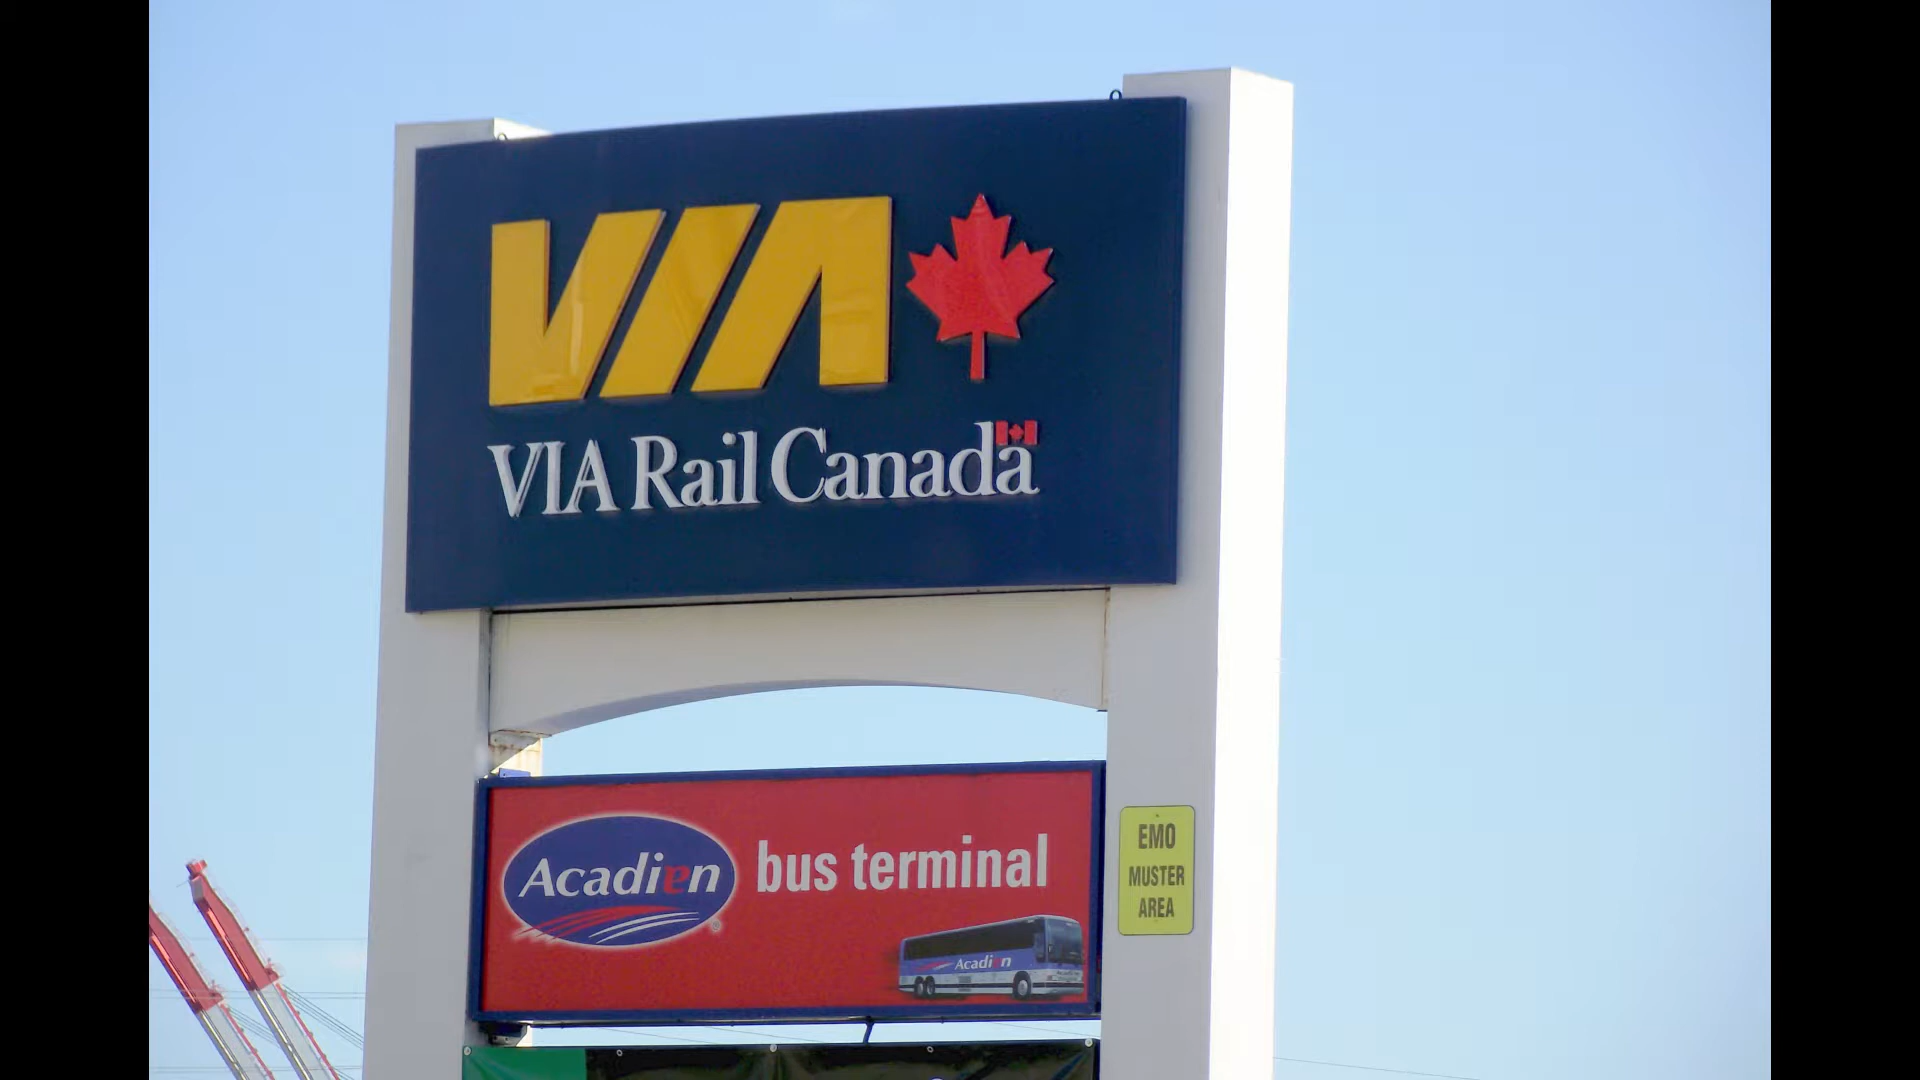 VIA
VIA Rail Canada
Acadien bus terminal
Acadien
EMO
MUSTER
AREA